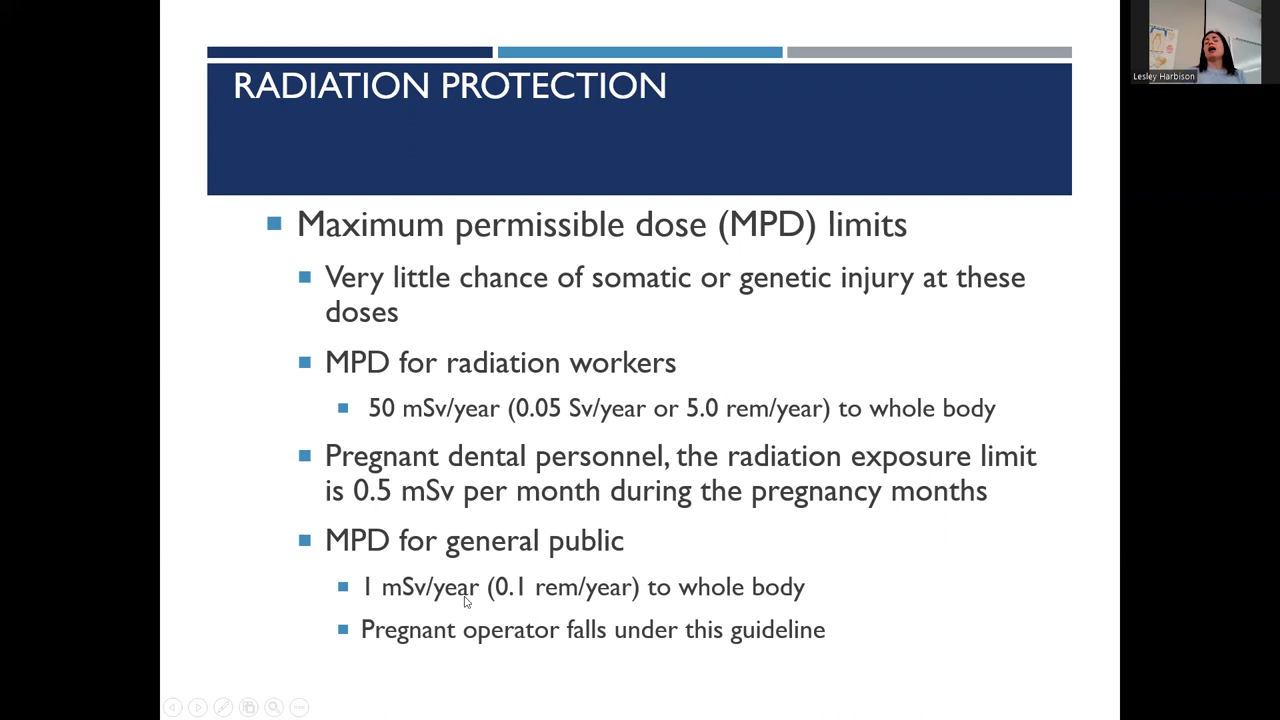 RADIATION PROTECTION
Maximum permissible dose (MPD) limits
Very little chance of somatic or genetic injury at these
doses
MPD for radiation workers
50 mSv/year (0.05 Sv/year or 5.0 rem/year) to whole body
Pregnant dental personnel, the radiation exposure limit
is 0.5 mSv per month during the pregnancy months
MPD for general public
1 mSv/year (0.1 rem/year) to whole body
Pregnant operator falls under this guideline
Lesley Harbison